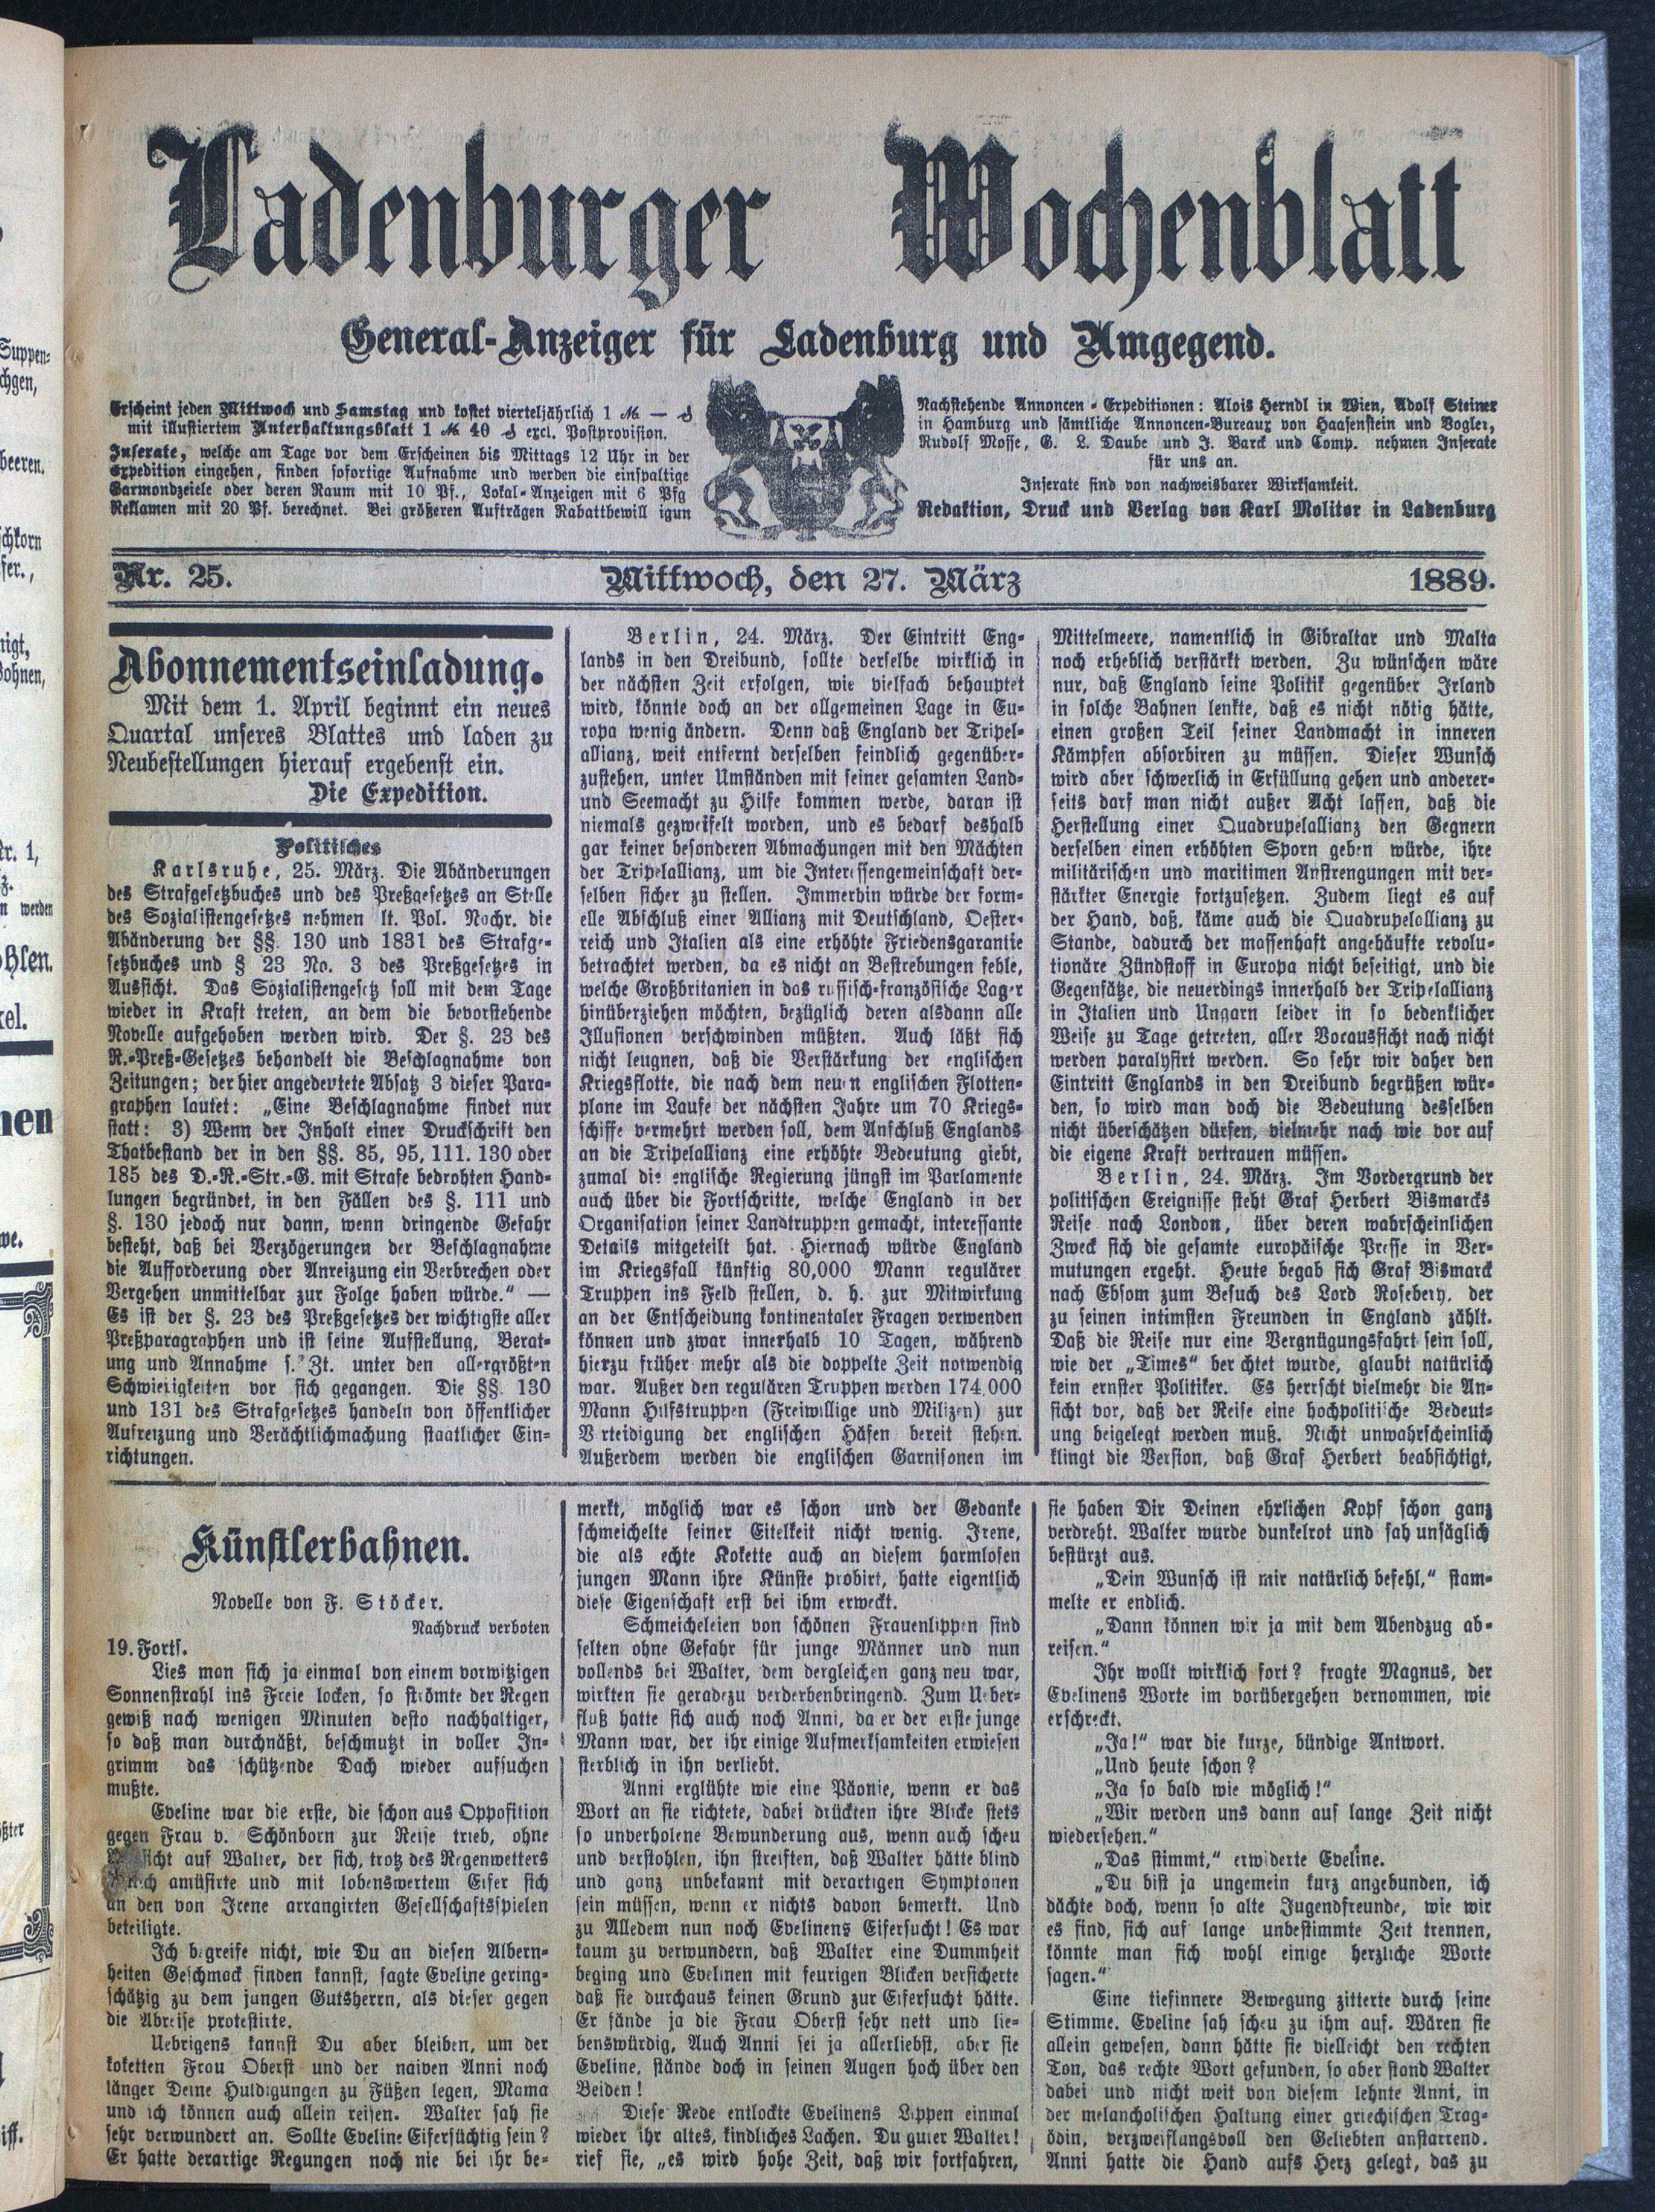 Ladenburger Wochenblatt
General-Anzeiger für Ladenburg und Umgegend.
Erscheint jeden Mittwoch und Samstag und kostet vierteljährlich 1 ℳ — ₰
mit illustiertem Unterhaltungsblatt 1 ℳ 40 ₰ excl. Postprovision.
Inserate, welche am Tage vor dem Erscheinen bis Mittags 12 Uhr in der
Expedition eingehen, finden sofortige Aufnahme und werden die einspaltige
Garmondzeiele oder deren Raum mit 10 Pf., Lokal-Anzeigen mit 6 Pfg
Reklamen mit 20 Pf. berechnet. Bei größeren Aufträgen Rabattbewill igun
Nachstehende Annoncen-Expeditionen: Alois Herndl in Wien, Adolf Steiner
in Hamburg und sämtliche Annoncen-Bureaux von Haasenstein und Vogler,
Rudolf Mosse, G. L. Daube und J. Barck und Comp. nehmen Inserate
für uns an.
Inserate sind von nachweisbarer Wirksamkeit.
Redaktion, Druck und Verlag von Karl Molitor in Ladenburg
Nr. 25. Mittwoch, den 27. März 1889.
Abonnementseinladung.
Mit dem 1. April beginnt ein neues
Quartal unseres Blattes und laden zu
Neubestellungen hierauf ergebenst ein.
Die Expedition.
Politisches
Karlsruhe, 25. März. Die Abänderungen
des Strafgesetzbuches und des Preßgesetzes an Stelle
des Sozialistengesetzes nehmen lt. Pol. Nachr. die
Abänderung der §§. 130 und 1831 des Strafge-
setzbuches und § 23 No. 3 des Preßgesetzes in
Aussicht. Das Sozialistengesetz soll mit dem Tage
wieder in Kraft treten, an dem die bevorstehende
Novelle aufgehoben werden wird. Der §. 23 des
R.-Preß-Gesetzes behandelt die Beschlagnahme von
Zeitungen; der hier angedeutete Absatz 3 dieser Para-
graphen lautet: „Eine Beschlagnahme findet nur
statt: 3) Wenn der Inhalt einer Druckschrift den
Thatbestand der in den §§. 85, 95, 111. 130 oder
185 des D.-R.-Str.-G. mit Strafe bedrohten Hand-
lungen begründet, in den Fällen des §. 111 und
§. 130 jedoch nur dann, wenn dringende Gefahr
besteht, daß bei Verzögerungen der Beschlagnahme
die Aufforderung oder Anreizung ein Verbrechen oder
Vergehen unmittelbar zur Folge haben würde.“ —
Es ist der §. 23 des Preßgesetzes der wichtigste aller
Preßparagraphen und ist seine Aufstellung, Berat-
ung und Annahme s. Zt. unter den allergrößten
Schwierigkeiten vor sich gegangen. Die §§. 130
und 131 des Strafgesetzes handeln von öffentlicher
Aufreizung und Verächtlichmachung staatlicher Ein-
richtungen.
Berlin, 24. März. Der Eintritt Eng-
lands in den Dreibund, sollte derselbe wirklich in
der nächsten Zeit erfolgen, wie vielfach behauptet
wird, könnte doch an der allgemeinen Lage in Eu-
ropa wenig ändern. Denn daß England der Tripel-
allianz, weit entfernt derselben feindlich gegenüber-
zustehen, unter Umständen mit seiner gesamten Land-
und Seemacht zu Hilfe kommen werde, daran ist
niemals gezweifelt worden, und es bedarf deshalb
gar keiner besonderen Abmachungen mit den Mächten
der Tripelallianz, um die Interessengemeinschaft der-
selben sicher zu stellen. Immerhin würde der form-
elle Abschluß einer Allianz mit Deutschland, Oester-
reich und Italien als eine erhöhte Friedensgarantie
betrachtet werden, da es nicht an Bestrebungen fehle,
welche Großbritanien in das russisch-französische Lager
hinüberziehen möchten, bezüglich deren alsdann alle
Illusionen verschwinden müßten. Auch läßt sich
nicht leugnen, daß die Verstärkung der englischen
Kriegsflotte, die nach dem neuen englischen Flotten-
plane im Laufe der nächsten Jahre um 70 Kriegs-
schiffe vermehrt werden soll, dem Anschluß Englands
an die Tripelallianz eine erhöhte Bedeutung giebt,
zumal die englische Regierung jüngst im Parlamente
auch über die Fortschritte, welche England in der
Organisation seiner Landtruppen gemacht, interessante
Details mitgeteilt hat. Hiernach würde England
im Kriegsfall künftig 80,000 Mann regulärer
Truppen ins Feld stellen, d. h. zur Mitwirkung
an der Entscheidung kontinentaler Fragen verwenden
können und zwar innerhalb 10 Tagen, während
hierzu früher mehr als die doppelte Zeit notwendig
war. Außer den regulären Truppen werden 174,000
Mann Hilfstruppen (Freiwillige und Milizen) zur
Verteidigung der englischen Häfen bereit stehen.
Außerdem werden die englischen Garnisonen im
Mittelmeere, namentlich in Gibraltar und Malta
noch erheblich verstärkt werden. Zu wünschen wäre
nur, daß England seine Politik gegenüber Irland
in solche Bahnen lenkte, daß es nicht nötig hätte,
einen großen Teil seiner Landmacht in inneren
Kämpfen absorbiren zu müssen. Dieser Wunsch
wird aber schwerlich in Erfüllung gehen und anderer-
seits darf man nicht außer Acht lassen, daß die
Herstellung einer Quadrupelallianz den Gegnern
derselben einen erhöhten Sporn geben würde, ihre
militärischen und maritimen Anstrengungen mit ver-
stärkter Energie fortzusetzen. Zudem liegt es auf
der Hand, daß, käme auch die Quadrupelallianz zu
Stande, dadurch der massenhaft angehäufte revolu-
tionäre Zündstoff in Europa nicht beseitigt, und die
Gegensätze, die neuerdings innerhalb der Tripelallianz
in Italien und Ungarn leider in so bedenklicher
Weise zu Tage getreten, aller Vocaussicht nach nicht
werden paralysirt werden. So sehr wir daher den
Eintritt Englands in den Dreibund begrüßen wür-
den, so wird man doch die Bedeutung desselben
nicht überschätzen dürfen, vielmehr nach wie vor auf
die eigene Kraft vertrauen müssen.
Berlin, 24. März. Im Vordergrund der
politischen Ereignisse steht Graf Herbert Bismarcks
Reise nach London, über deren wahrscheinlichen
Zweck sich die gesamte europäische Presse in Ver-
mutungen ergeht. Heute begab sich Graf Bismarck
nach Ebsom zum Besuch des Lord Rosebery, der
zu seinen intimsten Freunden in England zählt.
Daß die Reise nur eine Vergnügungsfahrt sein soll,
wie der „Times“ ber chtet wurde, glaubt natürlich
kein ernster Politiker. Es herrscht vielmehr die An-
sicht vor, daß der Reise eine hochpolitische Bedeut-
ung beigelegt werden muß. Nicht unwahrscheinlich
klingt die Version, daß Graf Herbert beabsichtigt,
Künstlerbahnen.
Novelle von F. Stöcker.
Nachdruck verboten
19. Forts.
Lies man sich ja einmal von einem vorwitzigen
Sonnenstrahl ins Freie locken, so strömte der Regen
gewiß nach wenigen Minuten desto nachhaltiger,
so daß man durchnäßt, beschmutzt in voller In-
grimm das schützende Dach wieder aufsuchen
mußte.
Eveline war die erste, die schon aus Opposition
gegen Frau v. Schönborn zur Reise trieb, ohne
auf Walter, der sich, trotz des Regenwetters
amüsirte und mit lobenswertem Eifer sich
an den von Irene arrangirten Gesellschaftsspielen
beteiligte.
Ich begreife nicht, wie Du an diesen Albern-
heiten Geschmack finden kannst, sagte Eveline gering-
schätzig zu dem jungen Gutsherrn, als dieser gegen
die Abreise protestirte.
Uebrigens kannst Du aber bleiben, um der
koketten Frau Oberst und der naiven Anni noch
länger Deine Huldigungen zu Füßen legen, Mama
und ich können auch allein reisen. Walter sah sie
sehr verwundert an. Sollte Eveline Eifersüchtig sein?
Er hatte derartige Regungen noch nie bei ihr be-
merkt, möglich war es schon und der Gedanke
schmeichelte seiner Eitelkeit nicht wenig. Irene,
die als echte Kokette auch an diesem harmlosen
jungen Mann ihre Künste probirt, hatte eigentlich
diese Eigenschaft erst bei ihm erweckt.
Schmeicheleien von schönen Frauenlippen sind
selten ohne Gefahr für junge Männer und nun
vollends bei Walter, dem dergleichen ganz neu war,
wirkten sie geradezu verderbenbringend. Zum Ueber-
fluß hatte sich auch noch Anni, da er der erste junge
Mann war, der ihr einige Aufmerksamkeiten erwiesen
sterblich in ihn verliebt.
Anni erglühte wie eine Päonie, wenn er das
Wort an sie richtete, dabei drückten ihre Blicke stets
so unverholene Bewunderung aus, wenn auch scheu
und verstohlen, ihn streiften, daß Walter hätte blind
und ganz unbekannt mit derartigen Symptonen
sein müssen, wenn er nichts davon bemerkt. Und
zu Alledem nun noch Evelinens Eifersucht! Es war
kaum zu verwundern, daß Walter eine Dummheit
beging und Evelinen mit feurigen Blicken versicherte
daß sie durchaus keinen Grund zur Eifersucht hätte.
Er fände ja die Frau Oberst sehr nett und lie-
benswürdig, Auch Anni sei ja allerliebst, aber sie
Eveline, stände doch in seinen Augen hoch über den
Beiden!
Diese Rede entlockte Evelinens Lippen einmal
wieder ihr altes, kindliches Lachen. Du guter Walter!
rief sie, „es wird hohe Zeit, daß wir fortfahren,
sie haben Dir Deinen ehrlichen Kopf schon ganz
verdreht. Walter wurde dunkelrot und sah unsäglich
bestürzt aus.
„Dein Wunsch ist mir natürlich befehl,“ stam-
melte er endlich.
„Dann können wir ja mit dem Abendzug ab-
reisen.“
Ihr wollt wirklich fort? fragte Magnus, der
Evelinens Worte im vorübergehen vernommen, wie
erschreckt.
„Ja!“ war die kurze, bündige Antwort.
„Und heute schon?
„Ja so bald wie möglich!“
„Wir werden uns dann auf lange Zeit nicht
wiedersehen.“
„Das stimmt,“ erwiderte Eveline.
„Du bist ja ungemein kurz angebunden, ich
dächte doch, wenn so alte Jugendfreunde, wie wir
es sind, sich auf lange unbestimmte Zeit trennen,
könnte man sich wohl einige herzliche Worte
sagen.“
Eine tiefinnere Bewegung zitterte durch seine
Stimme. Eveline sah scheu zu ihm auf. Wären sie
allein gewesen, dann hätte sie vielleicht den rechten
Ton, das rechte Wort gefunden, so aber stand Walter
dabei und nicht weit von diesem lehnte Anni, in
der melancholischen Haltung einer griechischen Trag-
ödin, verzweiflungsvoll den Geliebten anstarrend.
Anni hatte die Hand aufs Herz gelegt, das zu